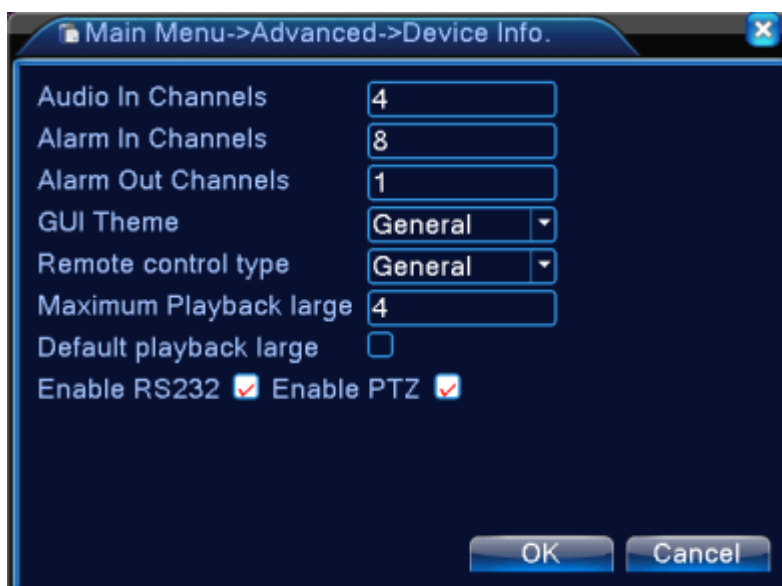 Main Menu->Advanced->Device Info.
Audio In Channels 4
Alarm In Channels 8
Alarm Out Channels 1
GUI Theme General
Remote control type General
Maximum Playback large 4
Default playback large
Enable RS232 Enable PTZ
OK Cancel